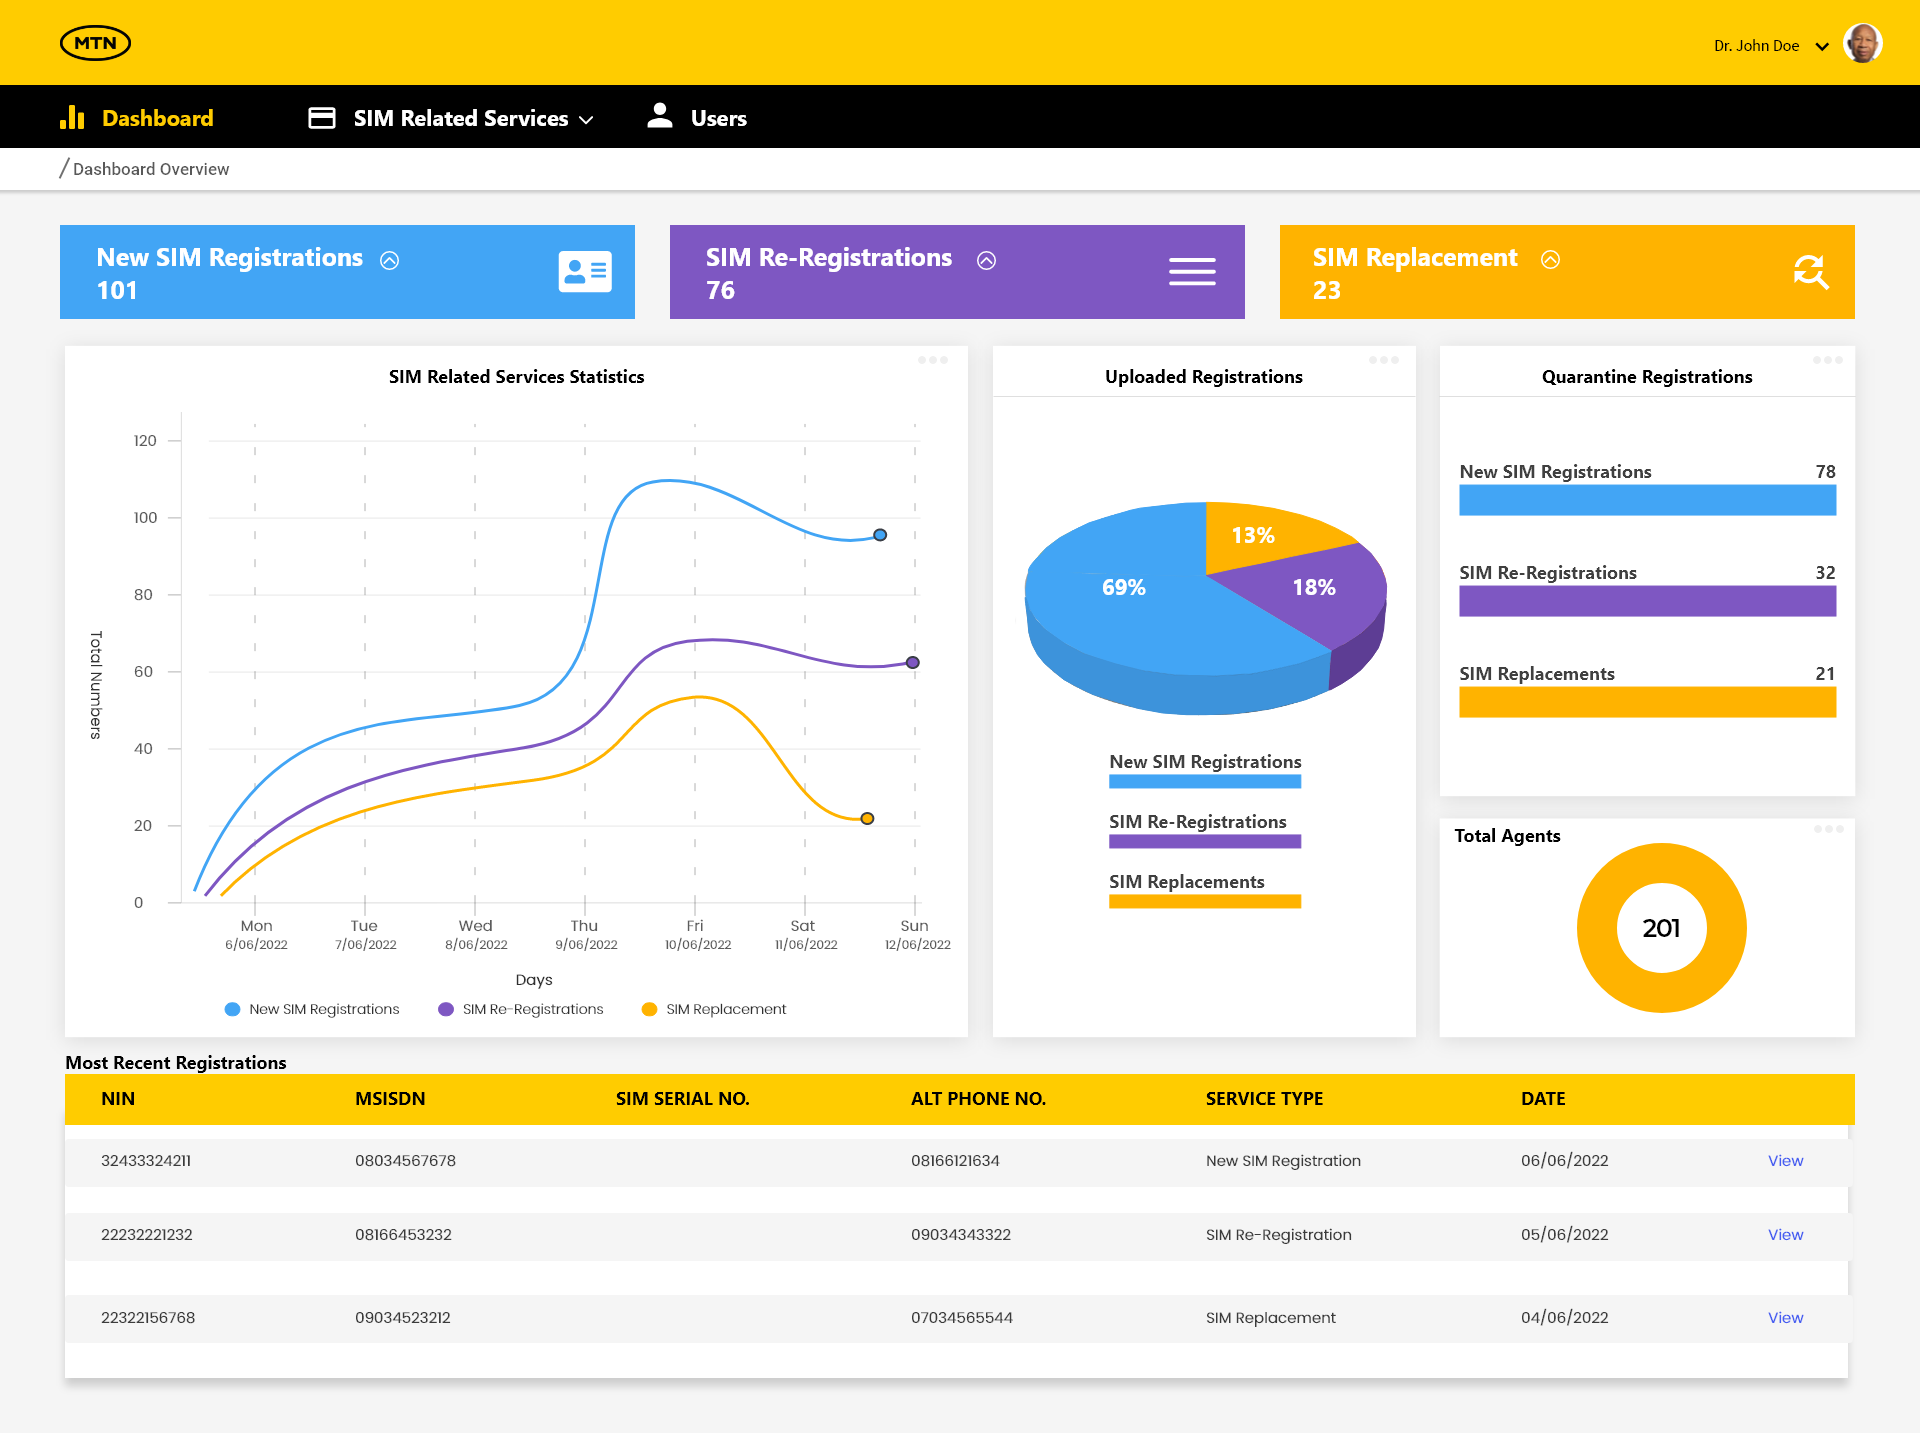 MTN
Dr. John Doe
Dashboard
SIM Related Services
Users
/ Dashboard Overview
New SIM Registrations
101
SIM Re-Registrations
76
SIM Replacement
23
SIM Related Services Statistics
120
100
80
60
40
20
0
Total Numbers
Mon
6/06/2022
Tue
7/06/2022
Wed
8/06/2022
Thu
9/06/2022
Fri
10/06/2022
Sat
11/06/2022
Sun
12/06/2022
Days
New SIM Registrations
SIM Re-Registrations
SIM Replacement
Uploaded Registrations
13%
69%
18%
New SIM Registrations
SIM Re-Registrations
SIM Replacements
Quarantine Registrations
New SIM Registrations 78
SIM Re-Registrations 32
SIM Replacements 21
Total Agents
201
Most Recent Registrations
NIN MSISDN SIM SERIAL NO. ALT PHONE NO. SERVICE TYPE DATE
32433324211 08034567678 08166121634 New SIM Registration 06/06/2022 View
22232221232 08166453232 09034343322 SIM Re-Registration 05/06/2022 View
22322156768 09034523212 07034565544 SIM Replacement 04/06/2022 View